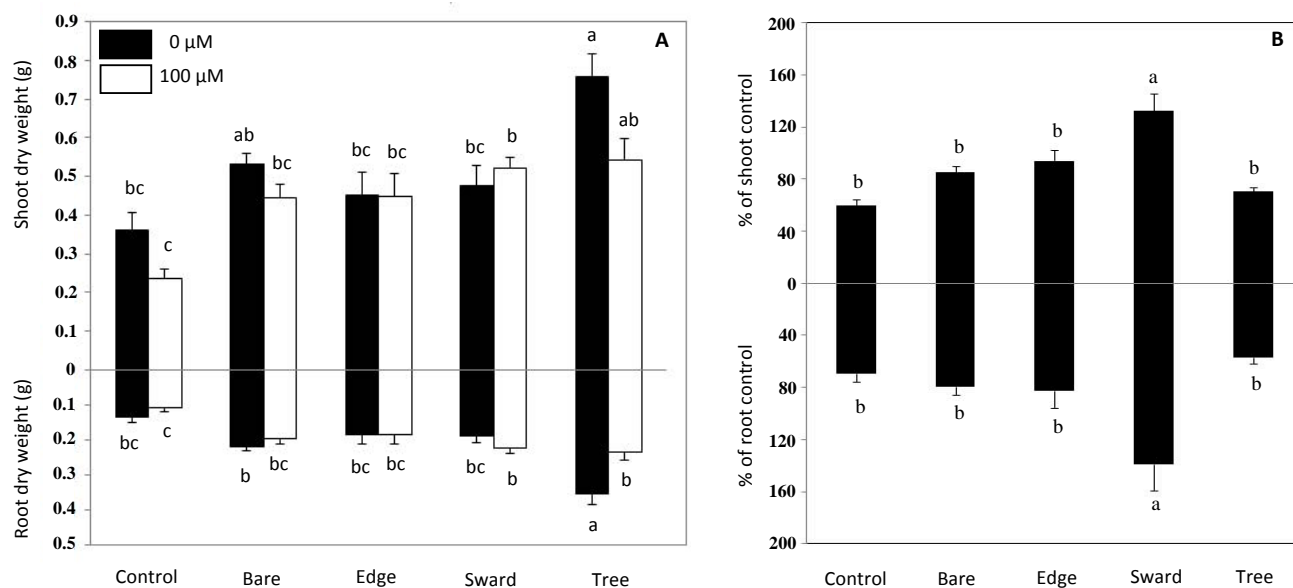 A
0 µM
100 µM
Shoot dry weight (g)
Root dry weight (g)
0.9
0.8
0.7
0.6
0.5
0.4
0.3
0.2
0.1
0
0.1
0.2
0.3
0.4
0.5
bc c ab bc bc bc bc b a ab
bc c b bc bc bc bc b a b
Control Bare Edge Sward Tree
B
% of shoot control
% of root control
200
160
120
80
40
0
40
80
120
160
200
b b b a b
b b b a b
Control Bare Edge Sward Tree